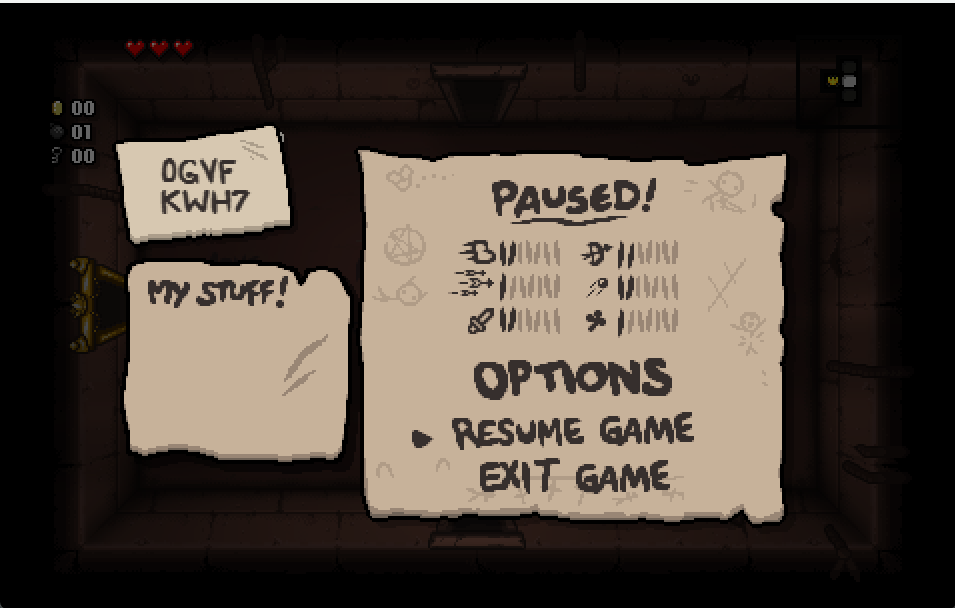 00
01
00
0GVF
KWH7
MY STUFF!
PAUSED!
OPTIONS
RESUME GAME
EXIT GAME